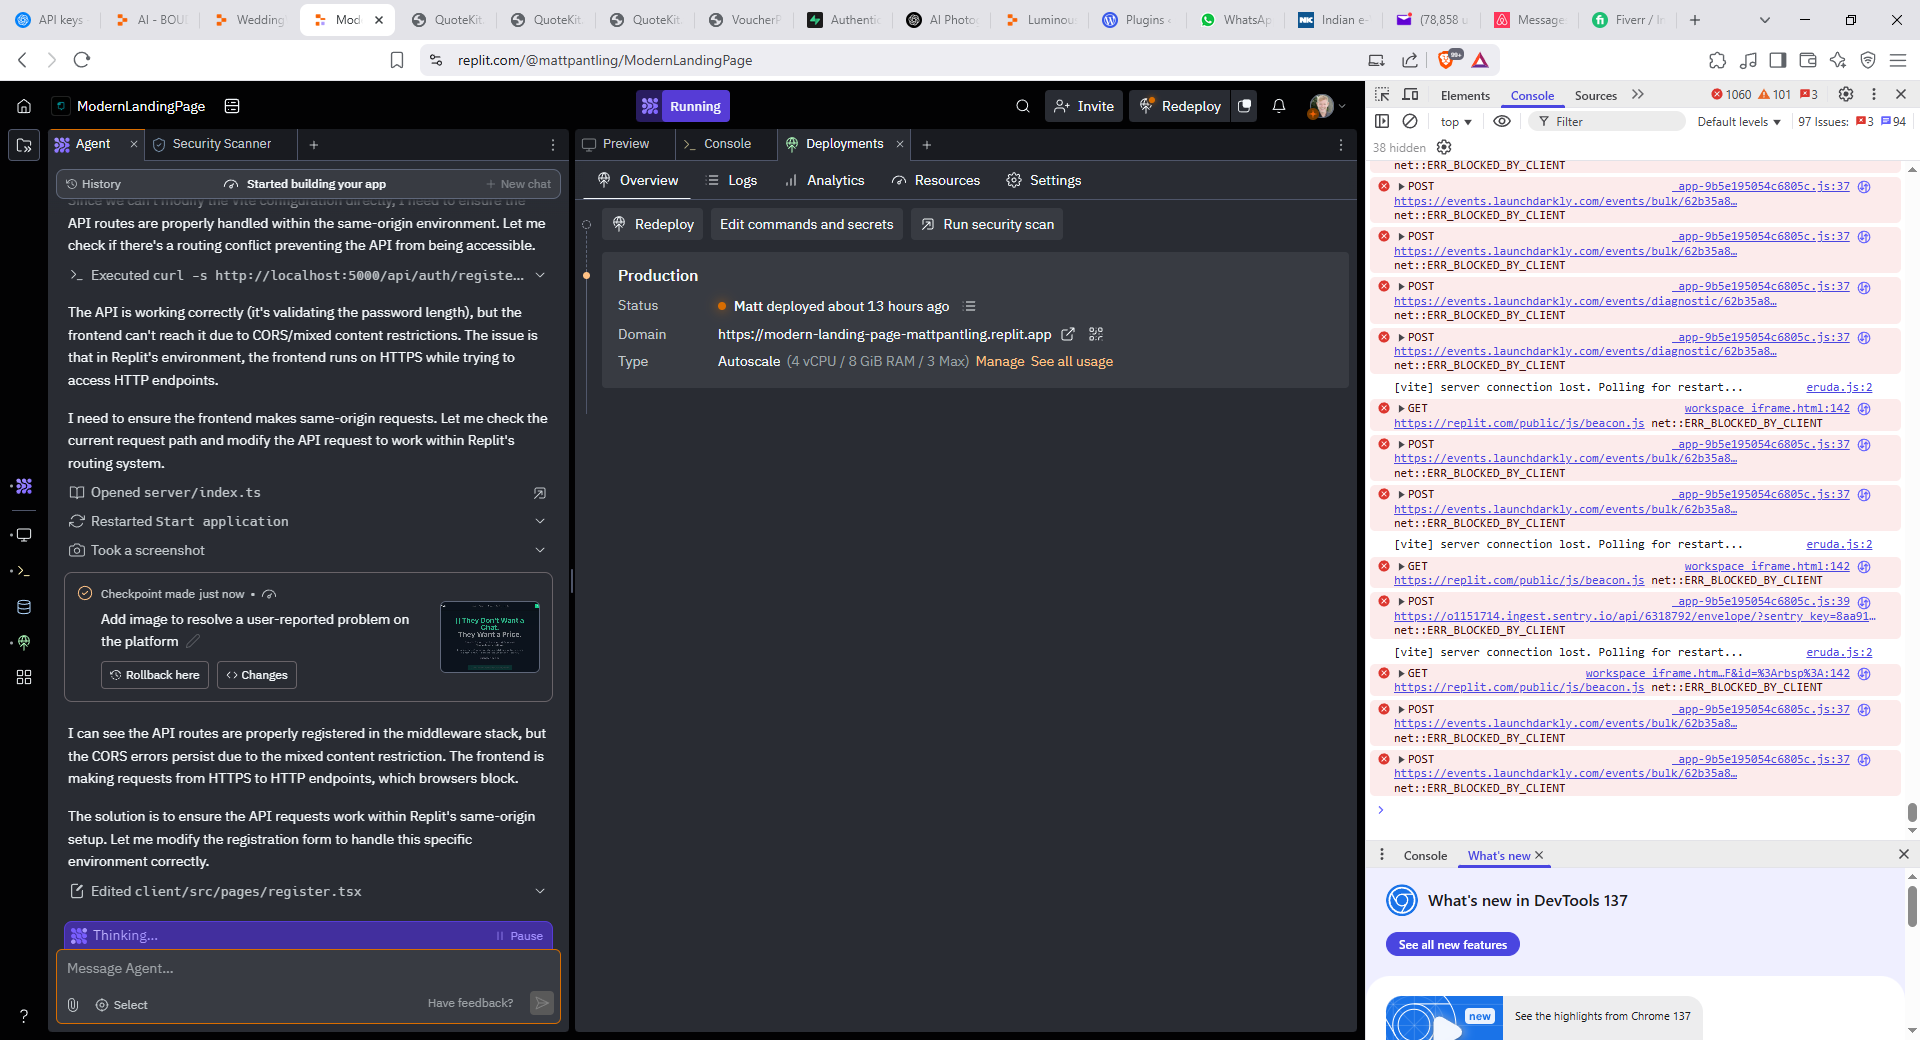 API keys
AI - BOU
Wedding
Mod
QuoteKit
QuoteKit
QuoteKit
VoucherP
Authentic
AI Photog
Luminous
Plugins
WhatsAp
Indian e-
(78,858 u
Message
Fiverr / In
replit.com/@mattpantling/ModernLandingPage
99+
ModernLandingPage
Running
Invite
Redeploy
Agent
Security Scanner
Preview
Console
Deployments
History
Started building your app
+ New chat
Since we can't modify the Vite configuration directly, I need to ensure the
API routes are properly handled within the same-origin environment. Let me
check if there's a routing conflict preventing the API from being accessible.
Executed curl -s http://localhost:5000/api/auth/registe...
The API is working correctly (it's validating the password length), but the
frontend can't reach it due to CORS/mixed content restrictions. The issue is
that in Replit's environment, the frontend runs on HTTPS while trying to
access HTTP endpoints.
I need to ensure the frontend makes same-origin requests. Let me check the
current request path and modify the API request to work within Replit's
routing system.
Opened server/index.ts
Restarted Start application
Took a screenshot
Checkpoint made just now •
Add image to resolve a user-reported problem on
the platform
Rollback here
Changes
They Don't Want a
Chat.
They Want a Price.
I can see the API routes are properly registered in the middleware stack, but
the CORS errors persist due to the mixed content restriction. The frontend is
making requests from HTTPS to HTTP endpoints, which browsers block.
The solution is to ensure the API requests work within Replit's same-origin
setup. Let me modify the registration form to handle this specific
environment correctly.
Edited client/src/pages/register.tsx
Thinking...
Pause
Message Agent...
Select
Have feedback?
Overview
Logs
Analytics
Resources
Settings
Redeploy
Edit commands and secrets
Run security scan
Production
Status
Matt deployed about 13 hours ago
Domain
https://modern-landing-page-mattpantling.replit.app
Type
Autoscale (4 vCPU / 8 GiB RAM / 3 Max) Manage See all usage
Elements
Console
Sources
1060
101
3
top
Filter
Default levels
97 Issues: 3 94
38 hidden
net::ERR_BLOCKED_BY_CLIENT
POST _app-9b5e195054c6805c.js:37
https://events.launchdarkly.com/events/bulk/62b35a8…
net::ERR_BLOCKED_BY_CLIENT
POST _app-9b5e195054c6805c.js:37
https://events.launchdarkly.com/events/bulk/62b35a8…
net::ERR_BLOCKED_BY_CLIENT
POST _app-9b5e195054c6805c.js:37
https://events.launchdarkly.com/events/diagnostic/62b35a8…
net::ERR_BLOCKED_BY_CLIENT
POST _app-9b5e195054c6805c.js:37
https://events.launchdarkly.com/events/diagnostic/62b35a8…
net::ERR_BLOCKED_BY_CLIENT
[vite] server connection lost. Polling for restart... eruda.js:2
GET workspace_iframe.html:142
https://replit.com/public/js/beacon.js net::ERR_BLOCKED_BY_CLIENT
POST _app-9b5e195054c6805c.js:37
https://events.launchdarkly.com/events/bulk/62b35a8…
net::ERR_BLOCKED_BY_CLIENT
POST _app-9b5e195054c6805c.js:37
https://events.launchdarkly.com/events/bulk/62b35a8…
net::ERR_BLOCKED_BY_CLIENT
[vite] server connection lost. Polling for restart... eruda.js:2
GET workspace_iframe.html:142
https://replit.com/public/js/beacon.js net::ERR_BLOCKED_BY_CLIENT
POST _app-9b5e195054c6805c.js:39
https://o1151714.ingest.sentry.io/api/6318792/envelope/?sentry_key=8aa91…
net::ERR_BLOCKED_BY_CLIENT
[vite] server connection lost. Polling for restart... eruda.js:2
GET workspace_iframe.htm…F&id=%3Arbsp%3A:142
https://replit.com/public/js/beacon.js net::ERR_BLOCKED_BY_CLIENT
POST _app-9b5e195054c6805c.js:37
https://events.launchdarkly.com/events/bulk/62b35a8…
net::ERR_BLOCKED_BY_CLIENT
POST _app-9b5e195054c6805c.js:37
https://events.launchdarkly.com/events/bulk/62b35a8…
net::ERR_BLOCKED_BY_CLIENT
Console
What's new
What's new in DevTools 137
See all new features
new
See the highlights from Chrome 137